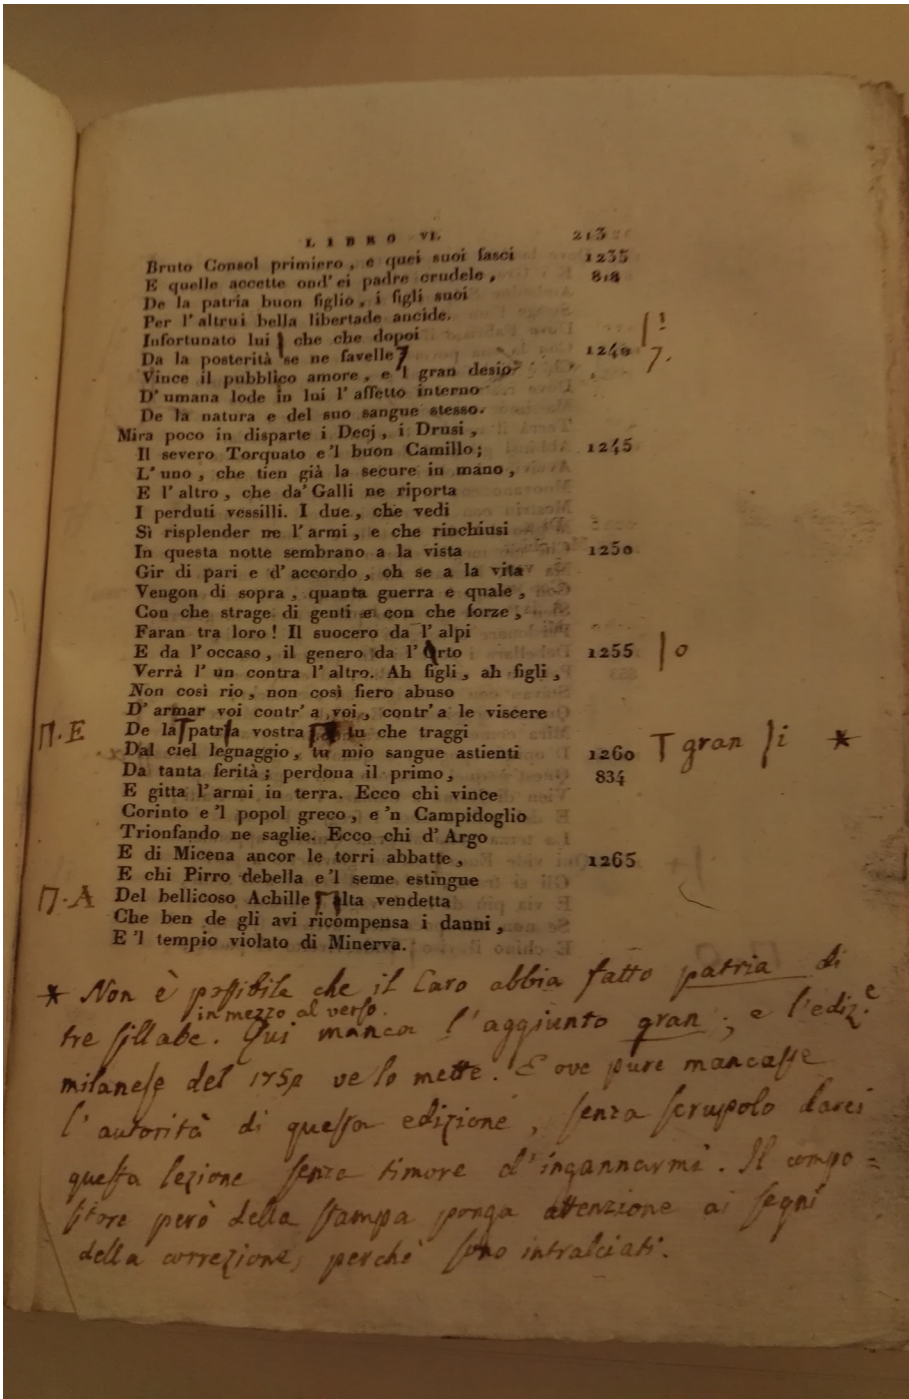 LIBRO VI. 213
Bruto Consol primiero, e quei suoi fasci 1235
E quelle accette ond' ei padre crudele, 818
De la patria buon figlio, i figli suoi
Per l'altrui bella libertade ancide.
Infortunato lui che che dopoi !
Da la posterità se ne favelle 1240
Vince il pubblico amore, e 'l gran desio
D'umana lode in lui l'affetto interno
De la natura e del suo sangue stesso.
Mira poco in disparte i Decj, i Drusi,
Il severo Torquato e 'l buon Camillo; 1245
L'uno, che tien già la secure in mano,
E l'altro, che da' Galli ne riporta
I perduti vessilli. I due, che vedi
Sì risplender ne l'armi, e che rinchiusi
In questa notte sembrano a la vista 1250
Gir di pari e d'accordo, oh se a la vita
Vengon di sopra, quanta guerra e quale,
Con che strage di genti e con che forze,
Faran tra loro! Il suocero da l'alpi
E da l'occaso, il genero da l'Orto 1255 | o
Verrà l'un contra l'altro. Ah figli, ah figli,
Non così rio, non così fiero abuso
D'armar voi contr'a voi, contr'a le viscere
Π.E De la patria vostra tu che traggi T gran si *
Dal ciel legnaggio, tu mio sangue astienti 1260
Da tanta ferità; perdona il primo, 834
E gitta l'armi in terra. Ecco chi vince
Corinto e 'l popol greco, e 'n Campidoglio
Trionfando ne saglie. Ecco chi d'Argo
E di Micena ancor le torri abbatte, 1265
E chi Pirro debella e 'l seme estingue
Π.A Del bellicoso Achille alta vendetta
Che ben de gli avi ricompensa i danni,
E 'l tempio violato di Minerva.
* Non è possibile che il Caro abbia fatto patria di
tre sillabe. in mezzo al verso. Qui manca l'aggiunto gran; e l'ediz.e
milanese del ve lo mette. E ove pure mancasse
l'autorità di questa edizione, senza scrupolo darei
questa lezione senza timore d'ingannarmi. Il compo=
sitore però della stampa ponga attenzione ai segni
della correzione, perchè sono intralciati.